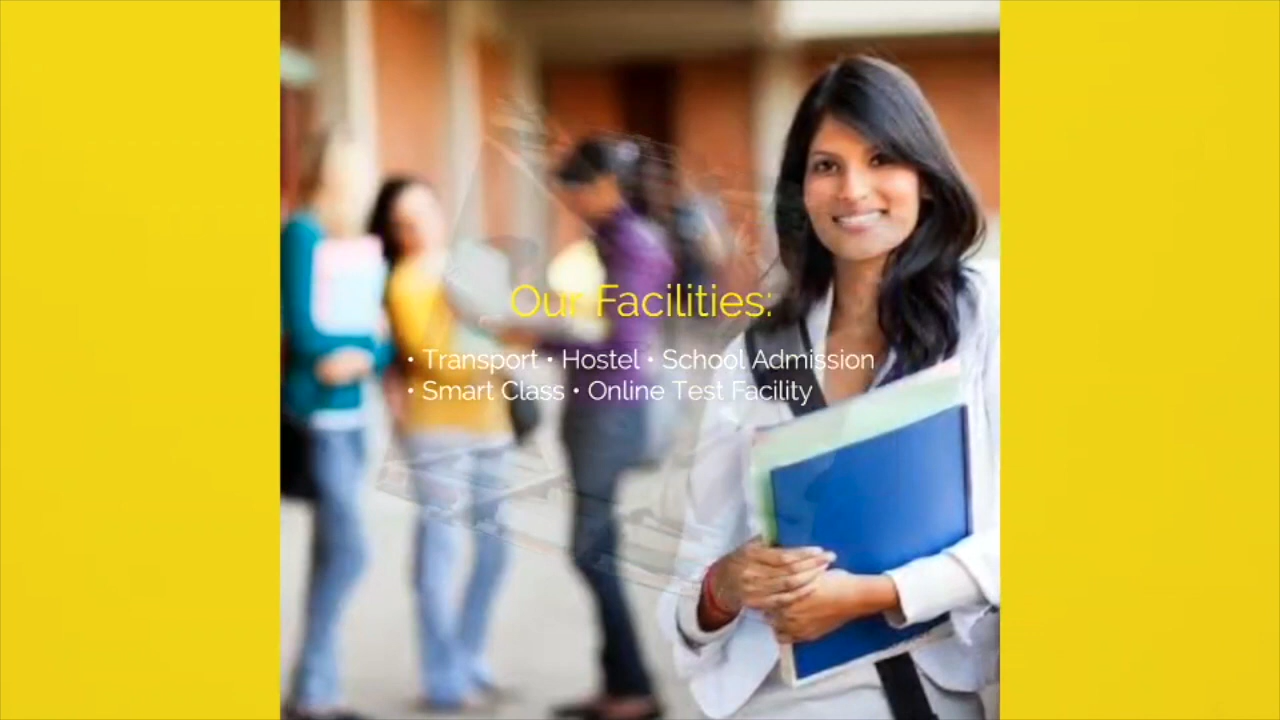 Our Facilities:
• Transport • Hostel • School Admission
• Smart Class • Online Test Facility